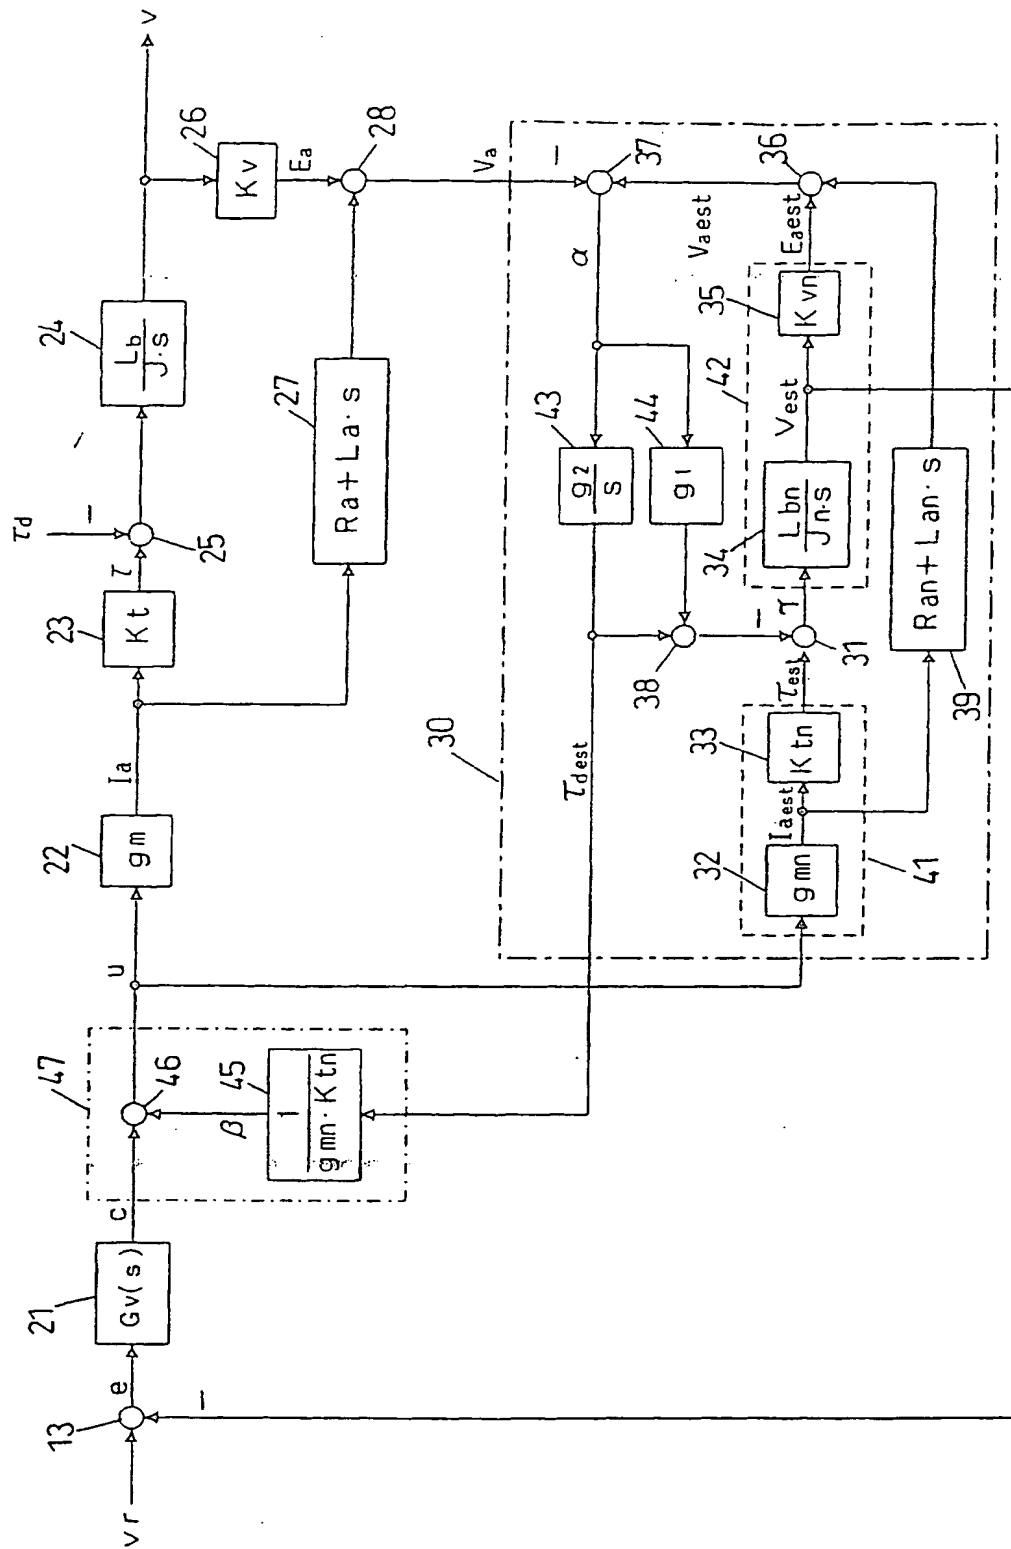 vr
13
e
−
21
Gv(s)
c
47
46
β
45
1
gmn·Ktn
u
22
gm
Ia
23
Kt
τ
τd
−
25
24
Lb
J·s
v
26
Kv
Ea
28
27
Ra+La·s
Va
−
37
30
τdest
α
43
g2
s
44
g1
38
−
32
gmn
Iaest
33
Ktn
41
τest
31
γ
34
Lbn
Jn·s
Vest
42
35
Kvn
Eaest
36
Vaest
39
Ran+Lan·s